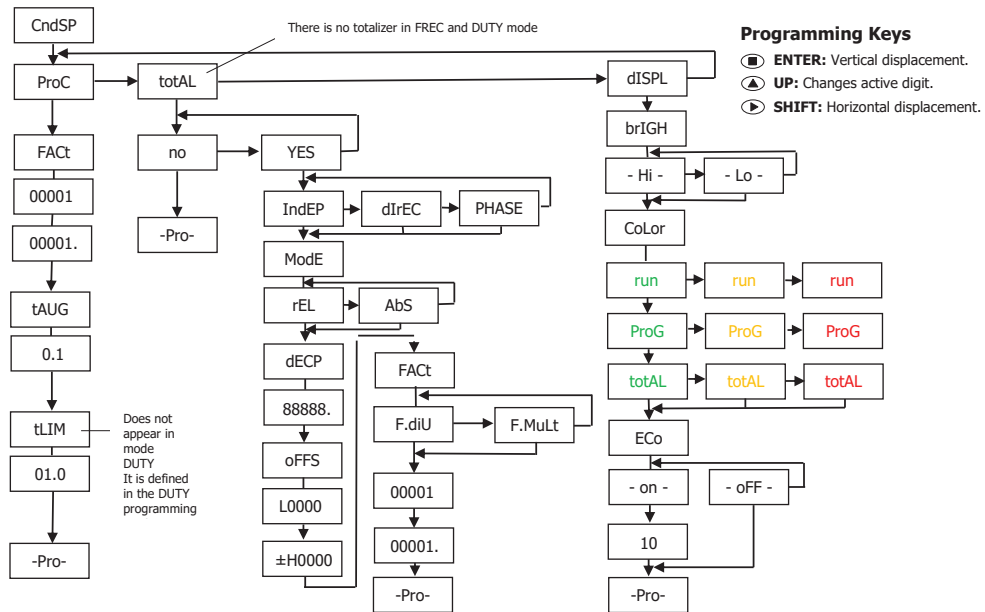 CndSP
There is no totalizer in FREC and DUTY mode
Programming Keys
ENTER: Vertical displacement.
UP: Changes active digit.
SHIFT: Horizontal displacement.
ProC
totAL
dISPL
brIGH
FACt
no
YES
- Hi -
- Lo -
00001
IndEP
dIrEC
PHASE
CoLor
00001.
-Pro-
ModE
run
run
run
tAUG
rEL
AbS
ProG
ProG
ProG
0.1
dECP
FACt
totAL
totAL
totAL
88888.
F.diU
F.MuLt
tLIM
Does not
appear in
mode
DUTY
It is defined
in the DUTY
programming
ECo
01.0
oFFS
- on -
- oFF -
L0000
00001
10
±H0000
00001.
-Pro-
-Pro-
-Pro-